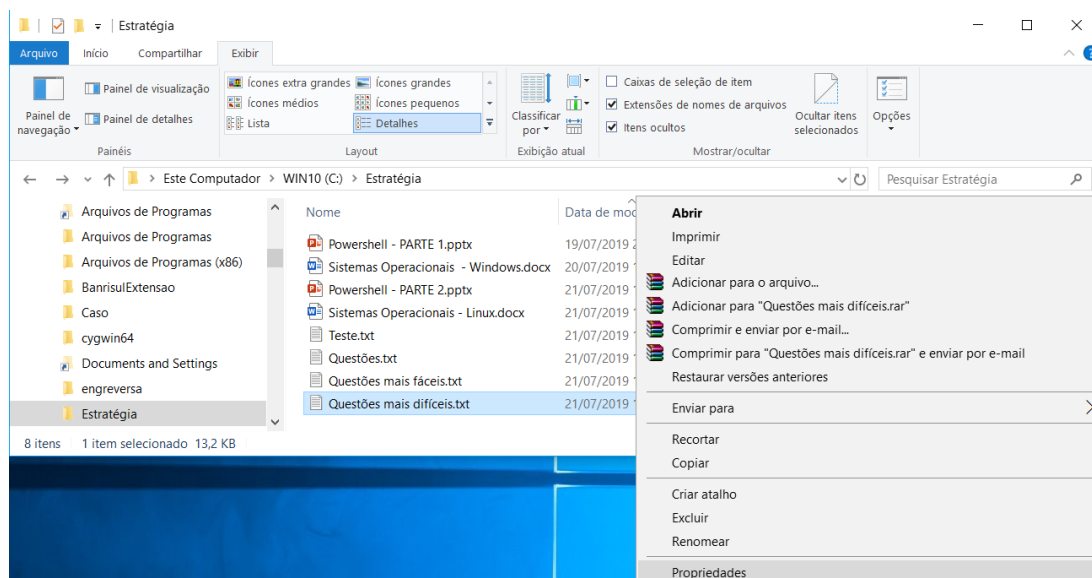 Estratégia
Arquivo Início Compartilhar Exibir
Painel de navegação
Painel de visualização
Painel de detalhes
Painéis
Ícones extra grandes Ícones grandes
Ícones médios Ícones pequenos
Lista Detalhes
Layout
Classificar por
Exibição atual
Caixas de seleção de item
Extensões de nomes de arquivos
Itens ocultos
Ocultar itens selecionados
Mostrar/ocultar
Opções
Este Computador > WIN10 (C:) > Estratégia
Pesquisar Estratégia
Arquivos de Programas
Arquivos de Programas
Arquivos de Programas (x86)
BanrisulExtensao
Caso
cygwin64
Documents and Settings
engreversa
Estratégia
Nome Data de mod
Powershell - PARTE 1.pptx 19/07/2019 2
Sistemas Operacionais - Windows.docx 20/07/2019 1
Powershell - PARTE 2.pptx 21/07/2019 1
Sistemas Operacionais - Linux.docx 21/07/2019 1
Teste.txt 21/07/2019 1
Questões.txt 21/07/2019 1
Questões mais fáceis.txt 21/07/2019 1
Questões mais difíceis.txt 21/07/2019 1
8 itens 1 item selecionado 13,2 KB
Abrir
Imprimir
Editar
Adicionar para o arquivo...
Adicionar para "Questões mais difíceis.rar"
Comprimir e enviar por e-mail...
Comprimir para "Questões mais difíceis.rar" e enviar por e-mail
Restaurar versões anteriores
Enviar para
Recortar
Copiar
Criar atalho
Excluir
Renomear
Propriedades